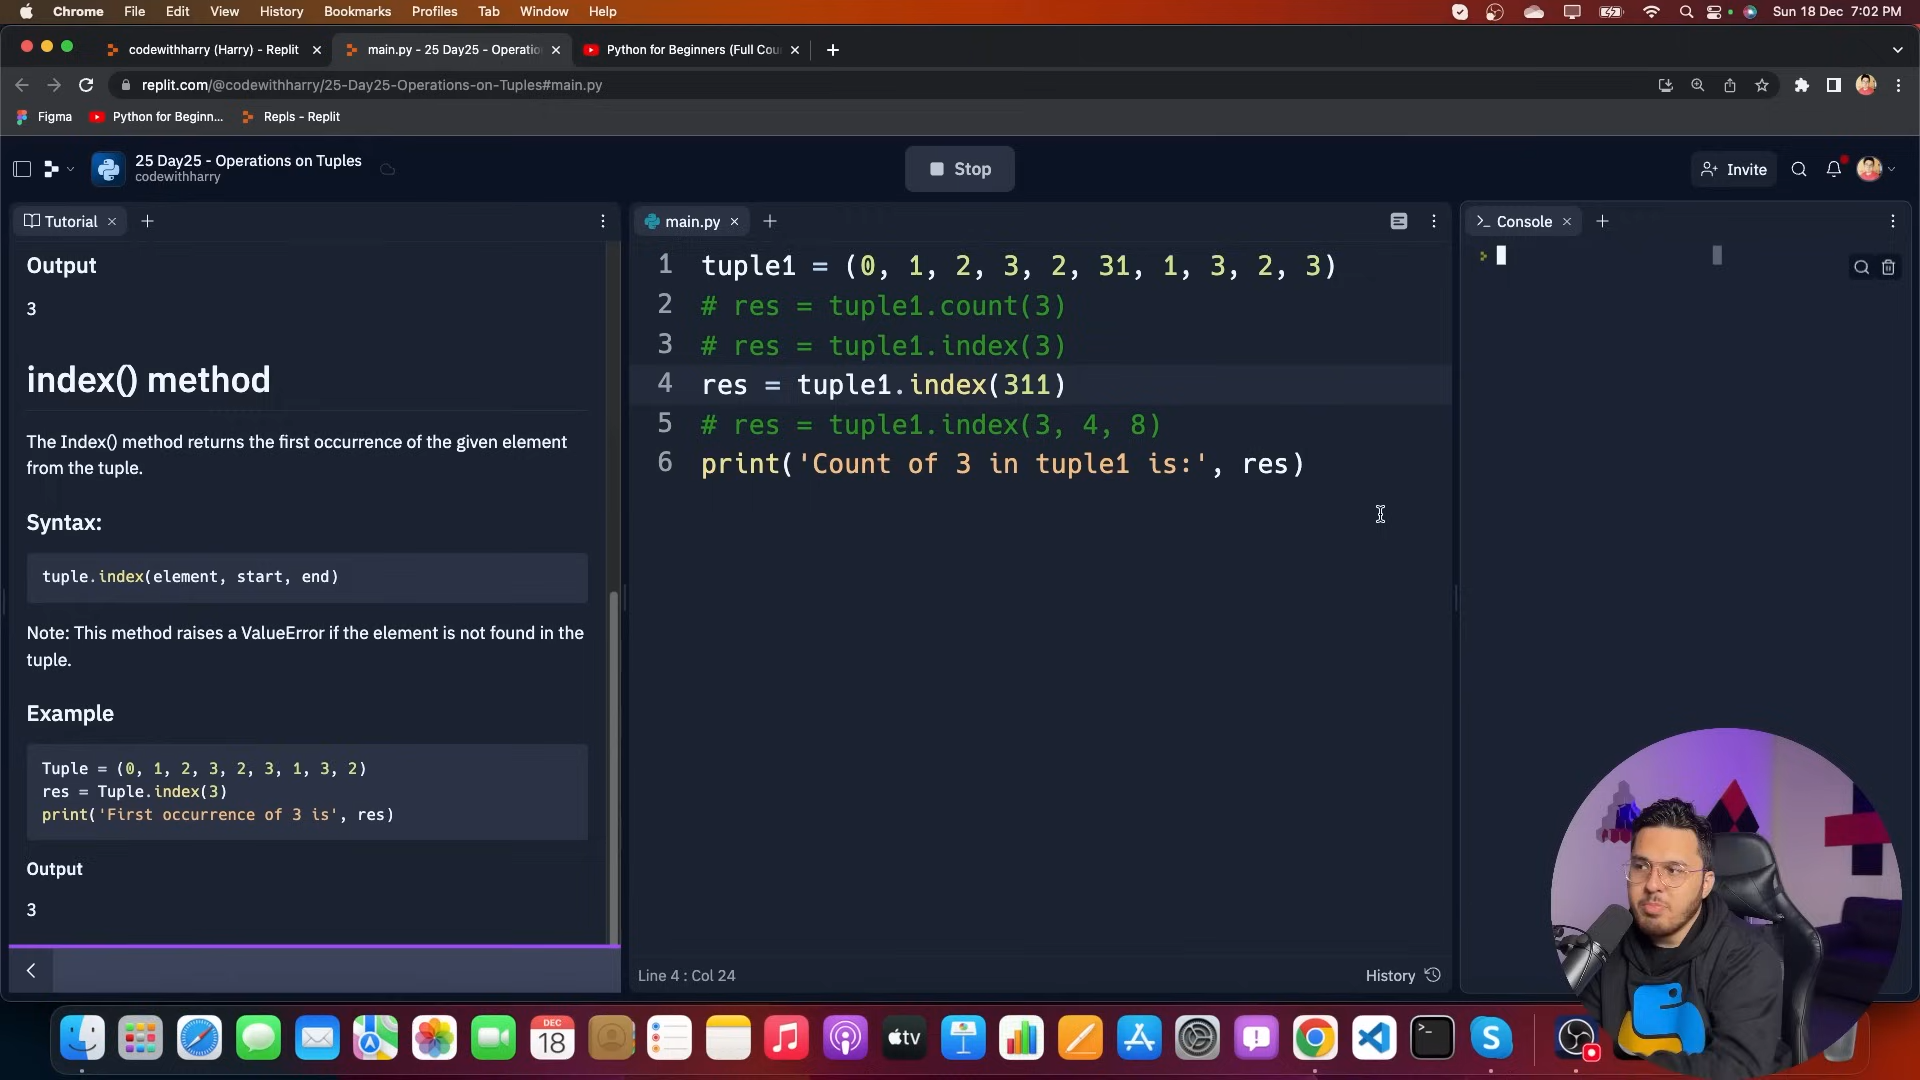 Chrome File Edit View History Bookmarks Profiles Tab Window Help
Sun 18 Dec 7:02 PM
codewithharry (Harry) - Replit
main.py - 25 Day25 - Operatio
Python for Beginners (Full Cou
replit.com/@codewithharry/25-Day25-Operations-on-Tuples#main.py
Figma
Python for Beginn...
Repls - Replit
25 Day25 - Operations on Tuples
codewithharry
Stop
Invite
Tutorial
Output
3
index() method
The Index() method returns the first occurrence of the given element
from the tuple.
Syntax:
tuple.index(element, start, end)
Note: This method raises a ValueError if the element is not found in the
tuple.
Example
Tuple = (0, 1, 2, 3, 2, 3, 1, 3, 2)
res = Tuple.index(3)
print('First occurrence of 3 is', res)
Output
3
main.py
1 tuple1 = (0, 1, 2, 3, 2, 31, 1, 3, 2, 3)
2 # res = tuple1.count(3)
3 # res = tuple1.index(3)
4 res = tuple1.index(311)
5 # res = tuple1.index(3, 4, 8)
6 print('Count of 3 in tuple1 is:', res)
Line 4 : Col 24
History
Console
DEC
18
tv